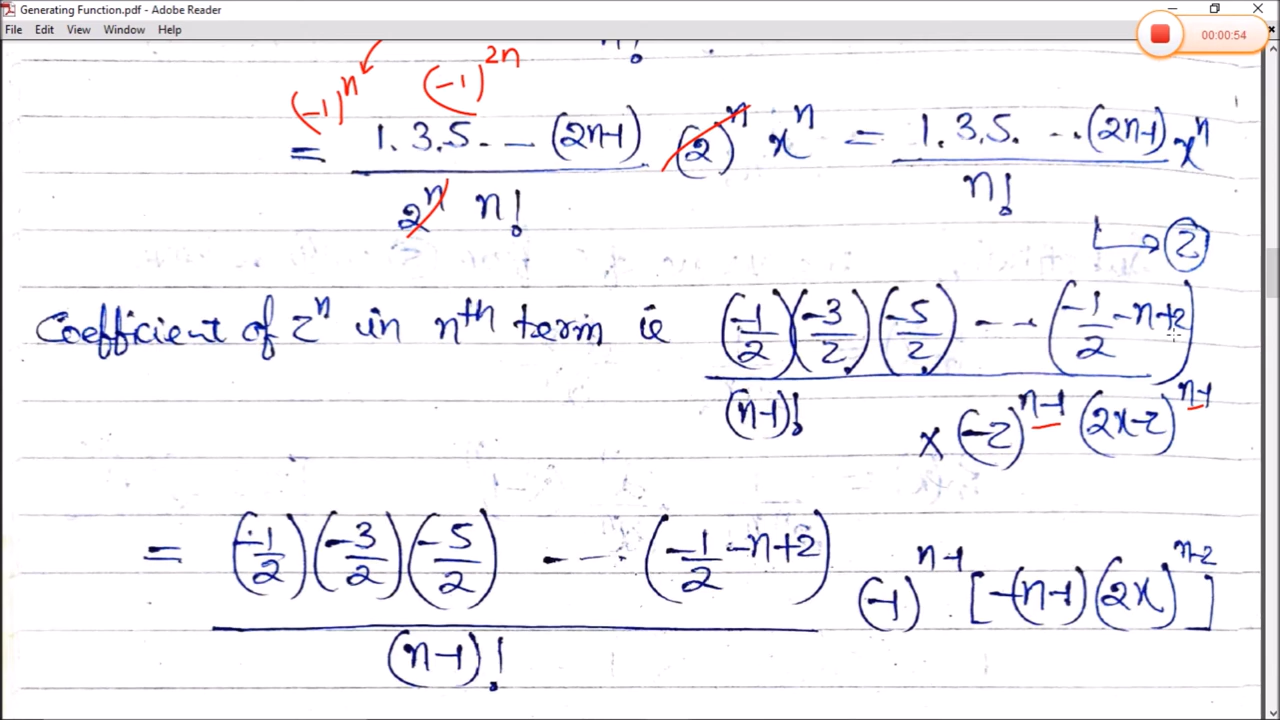 Generating Function.pdf - Adobe Reader
File Edit View Window Help
00:00:54
n!
(-1)^n (-1)^2n
= 1.3.5.-- (2n-1) / 2^n n! (2)^n x^n = 1.3.5. --(2n-1) / n! x^n
→ 2
Coefficient of z^n in n^th term is (-1/2)(-3/2)(-5/2) -- -- (-1/2 -n+2) / (n-1)!
× (-z)^n-1 (2x-z)^n-1
= (-1/2)(-3/2)(-5/2) ---- (-1/2 -n+2) / (n-1)! (-1)^n-1 [-(n-1)(2x)^n-2]